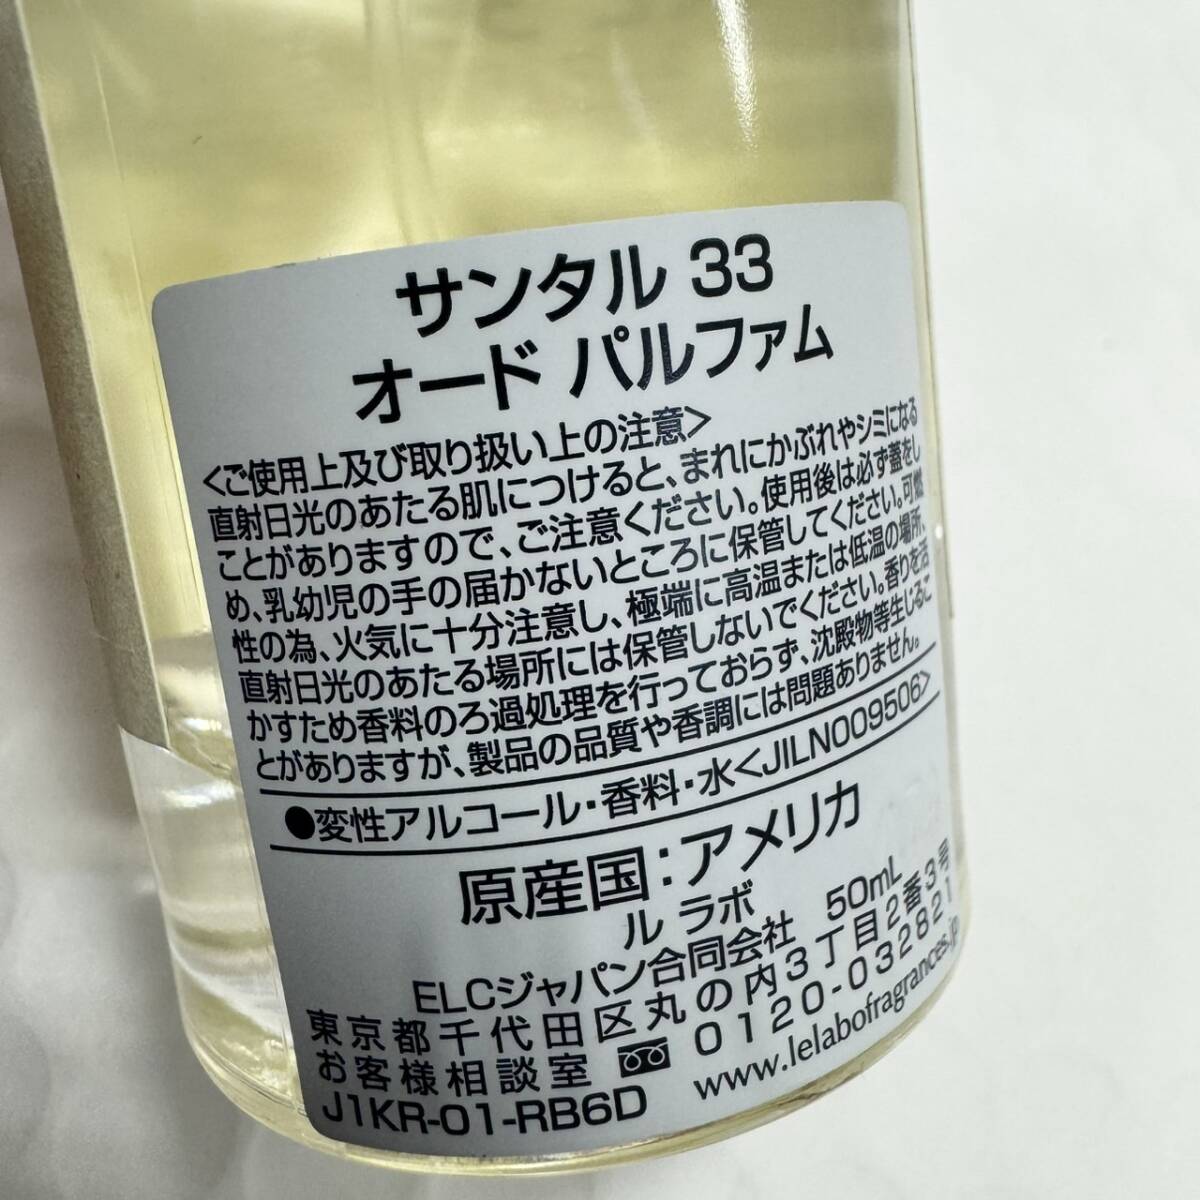 サンタル 33
オード パルファム
<ご使用上及び取り扱い上の注意>
直射日光のあたる肌につけると、まれにかぶれやシミになる
ことがありますので、ご注意ください。使用後は必ず蓋をし
め、乳幼児の手の届かないところに保管してください。可燃
性の為、火気に十分注意し、極端に高温または低温の場所、
直射日光のあたる場所には保管しないでください。香りを活
かすため香料のろ過処理を行っておらず、沈殿物等生じるこ
とがありますが、製品の品質や香調には問題ありません。
●変性アルコール・香料・水<JILN009506>
原産国:アメリカ
ル ラボ 50mL
ELCジャパン合同会社
東京都千代田区丸の内3丁目2番3号
お客様相談室 0120-032821
J1KR-01-RB6D www.lelabofragrances.jp